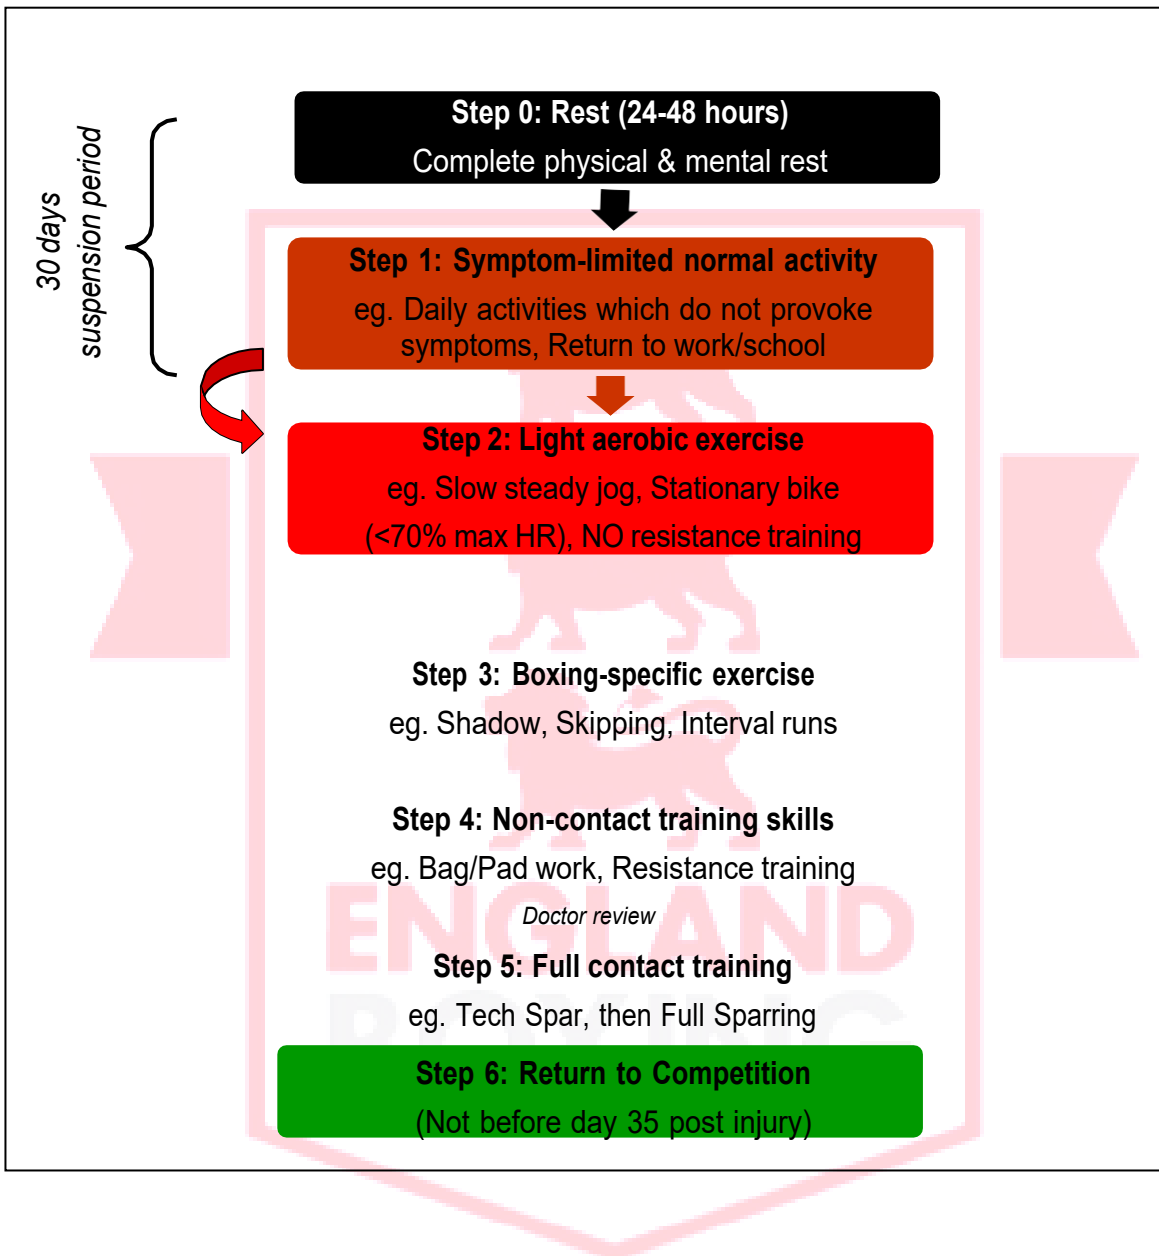 30 days
suspension period
Step 0: Rest (24-48 hours)
Complete physical & mental rest
Step 1: Symptom-limited normal activity
eg. Daily activities which do not provoke
symptoms, Return to work/school
Step 2: Light aerobic exercise
eg. Slow steady jog, Stationary bike
(<70% max HR), NO resistance training
Step 3: Boxing-specific exercise
eg. Shadow, Skipping, Interval runs
Step 4: Non-contact training skills
eg. Bag/Pad work, Resistance training
Doctor review
ENGLAND
Step 5: Full contact training
BOXING
eg. Tech Spar, then Full Sparring
Step 6: Return to Competition
(Not before day 35 post injury)